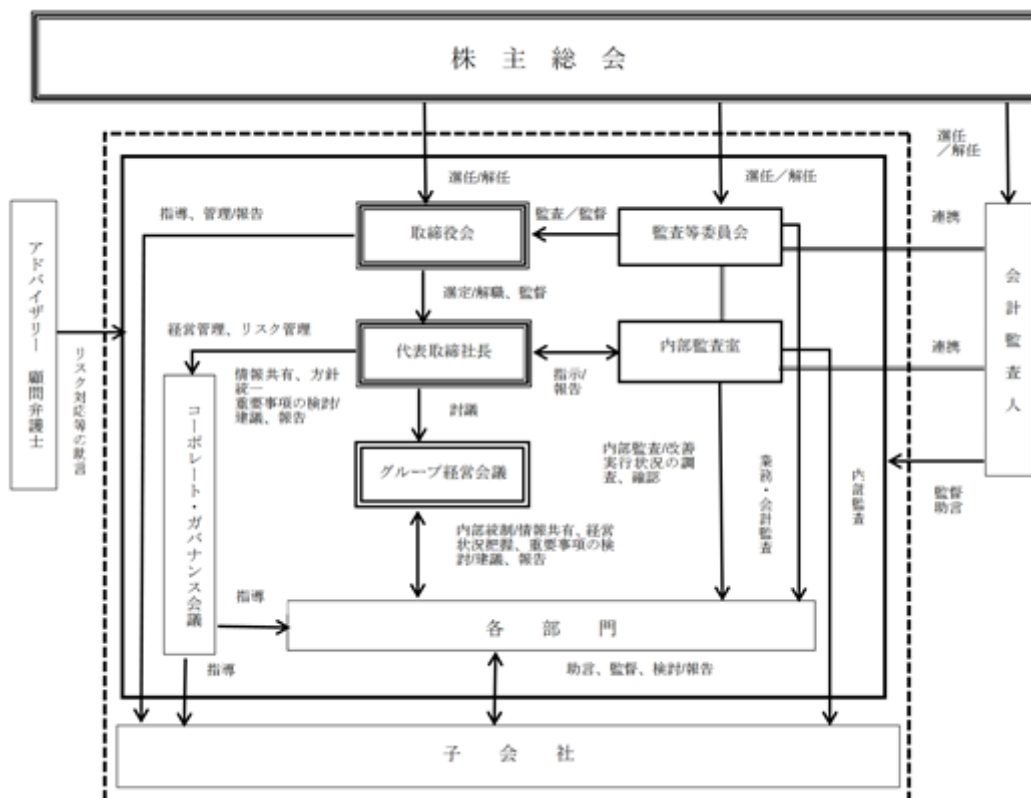 株主総会
選任/解任
選任／解任
選任
／解任
指導、管理/報告
取締役会
監査／監督
監査等委員会
連携
アドバイザリー 顧問弁護士
会計監査人
選定/解職、監督
経営管理、リスク管理
代表取締社長
内部監査室
連携
指示/
報告
リスク対応等の助言
情報共有、方針
統一
重要事項の検討/
建議、報告
討議
コーポレート・ガバナンス会議
グループ経営会議
内部監査/改善
実行状況の調
査、確認
業務・会計監査
内部監査
監督
助言
内部統制/情報共有、経営
状況把握、重要事項の検
討/建議、報告
指導
各部門
指導
助言、監督、検討/報告
子会社